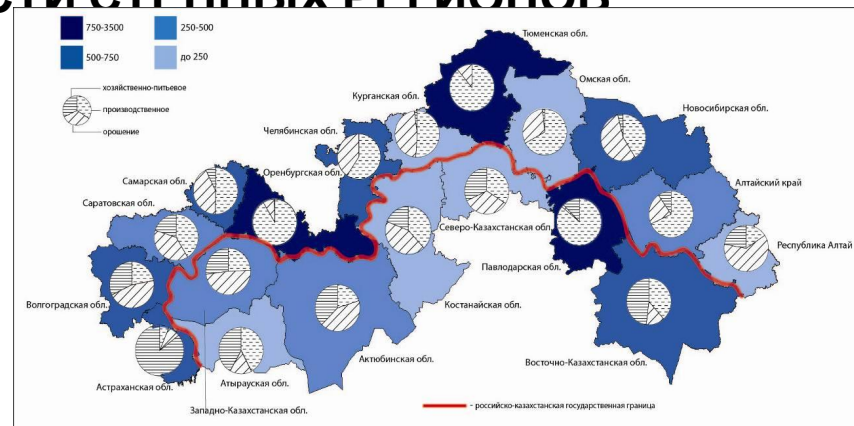 СТИ СТЕПНЫХ РЕГИОНОВ
750-3500
250-500
500-750
до 250
хозяйственно-питьевое
производственное
орошение
Тюменская обл.
Омская обл.
Курганская обл.
Новосибирская обл.
Челябинская обл.
Оренбургская обл.
Самарская обл.
Алтайский край
Саратовская обл.
Северо-Казахстанская обл.
Республика Алтай
Павлодарская обл.
Волгоградская обл.
Костанайская обл.
Актюбинская обл.
Восточно-Казахстанская обл.
Астраханская обл.
Атырауская обл.
Западно-Казахстанская обл.
- российско-казахстанская государственная граница